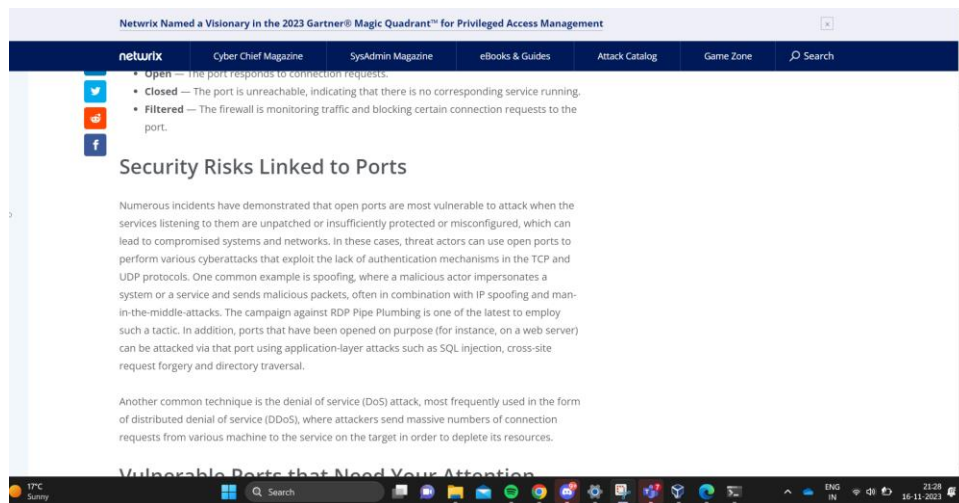 Netwrix Named a Visionary in the 2023 Gartner® Magic Quadrant™ for Privileged Access Management
netwrix Cyber Chief Magazine SysAdmin Magazine eBooks & Guides Attack Catalog Game Zone Search
• Open — The port responds to connection requests.
• Closed — The port is unreachable, indicating that there is no corresponding service running.
• Filtered — The firewall is monitoring traffic and blocking certain connection requests to the
port.
Security Risks Linked to Ports
Numerous incidents have demonstrated that open ports are most vulnerable to attack when the
services listening to them are unpatched or insufficiently protected or misconfigured, which can
lead to compromised systems and networks. In these cases, threat actors can use open ports to
perform various cyberattacks that exploit the lack of authentication mechanisms in the TCP and
UDP protocols. One common example is spoofing, where a malicious actor impersonates a
system or a service and sends malicious packets, often in combination with IP spoofing and man-
in-the-middle-attacks. The campaign against RDP Pipe Plumbing is one of the latest to employ
such a tactic. In addition, ports that have been opened on purpose (for instance, on a web server)
can be attacked via that port using application-layer attacks such as SQL injection, cross-site
request forgery and directory traversal.
Another common technique is the denial of service (DoS) attack, most frequently used in the form
of distributed denial of service (DDoS), where attackers send massive numbers of connection
requests from various machine to the service on the target in order to deplete its resources.
Vulnerable Ports that Need Your Attention
17°C
Sunny
Search
ENG
IN
21:28
16-11-2023